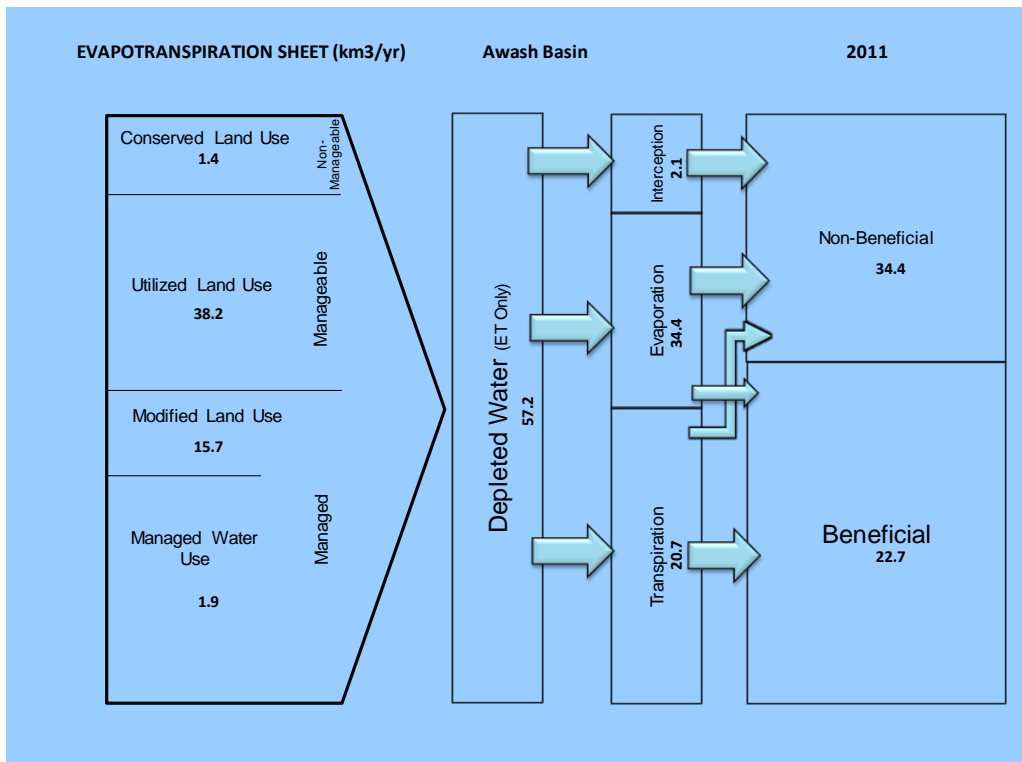 EVAPOTRANSPIRATION SHEET (km3/yr) Awash Basin 2011
Conserved Land Use
1.4
Non-
Manageable
Utilized Land Use
38.2
Manageable
Modified Land Use
15.7
Managed Water
Use
1.9
Managed
Depleted Water (ET Only)
57.2
Interception
2.1
Evaporation
34.4
Transpiration
20.7
Non-Beneficial
34.4
Beneficial
22.7